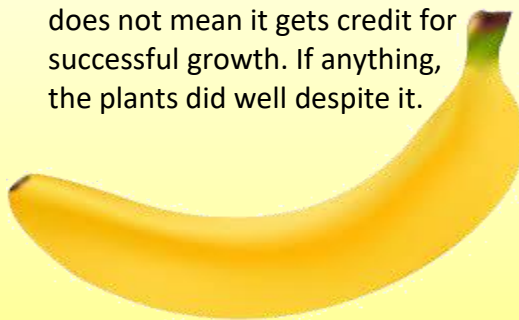 does not mean it gets credit for
successful growth. If anything,
the plants did well despite it.